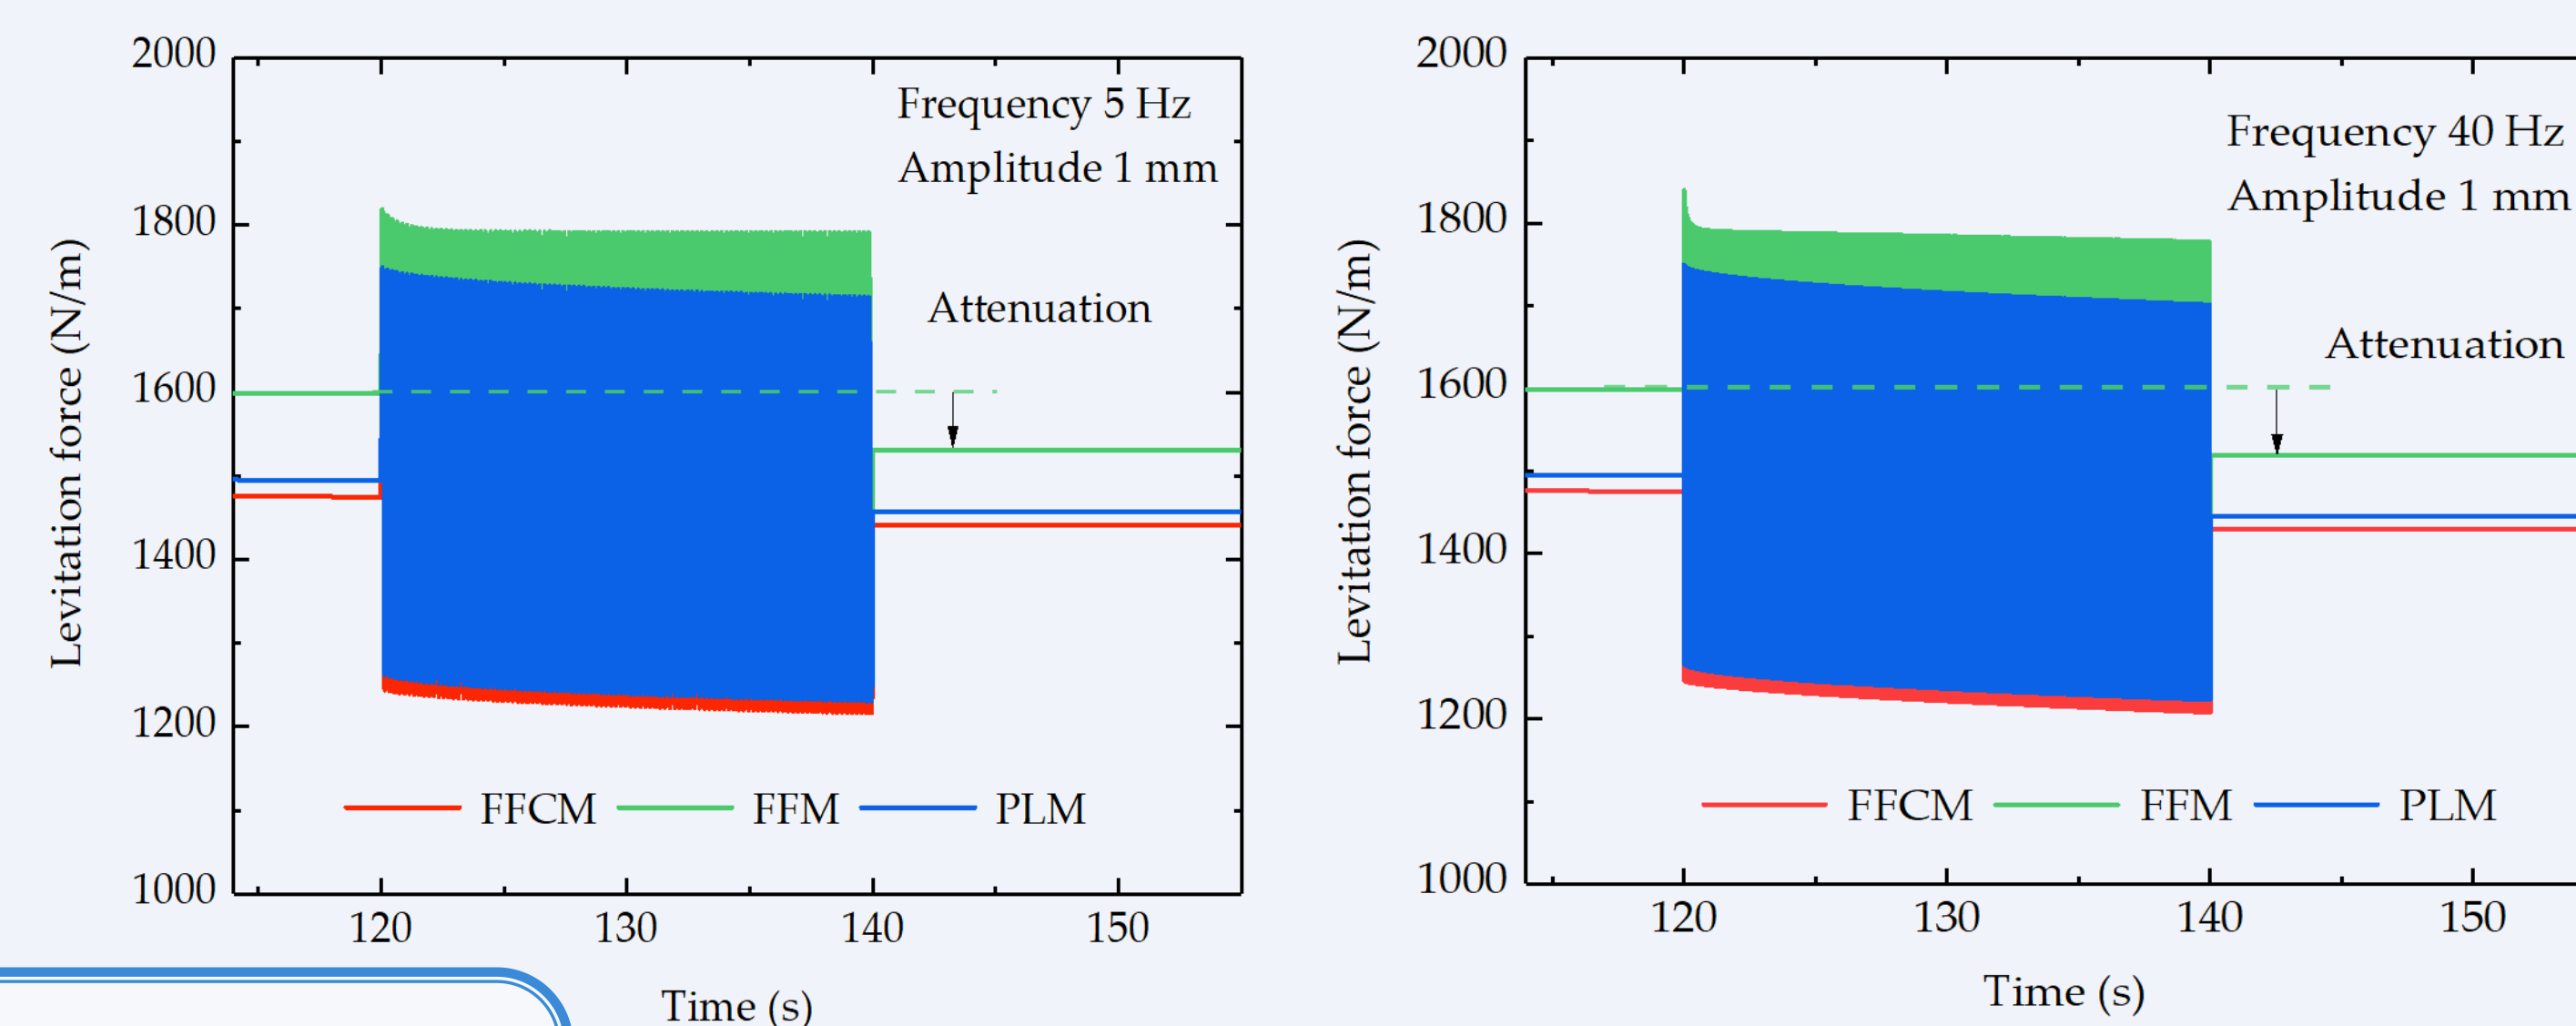 Levitation force (N/m)
2000
1800
1600
1400
1200
1000
Frequency 5 Hz
Amplitude 1 mm
Attenuation
FFCM FFM PLM
120 130 140 150
Time (s)
Levitation force (N/m)
2000
1800
1600
1400
1200
1000
Frequency 40 Hz
Amplitude 1 mm
Attenuation
FFCM FFM PLM
120 130 140 150
Time (s)